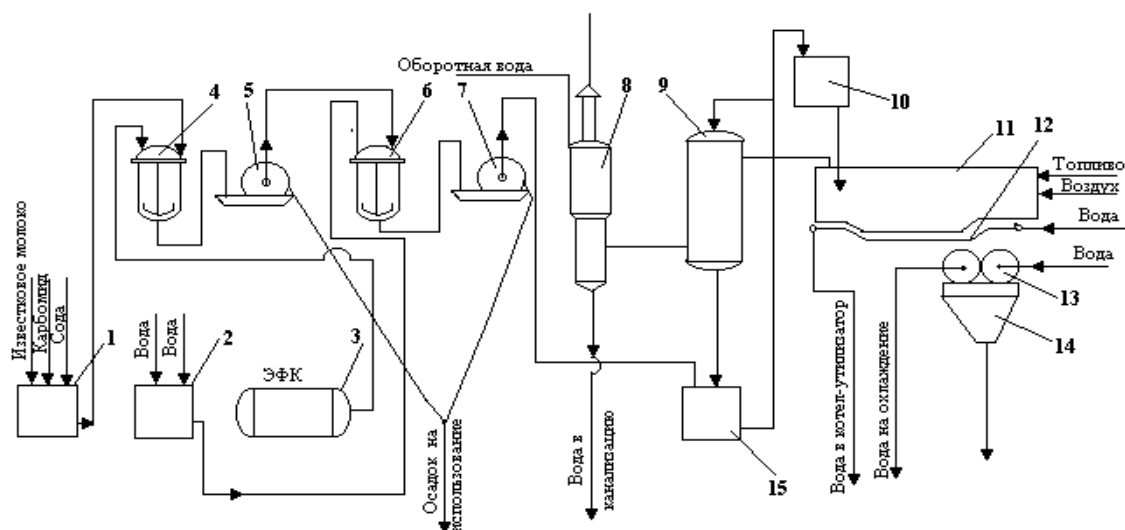 Оборотная вода
4
5
6
7
8
9
10
11
12
Топливо
Воздух
Вода
Вода
13
14
Известковое молоко
Карбомид
Сода
1
Вода
Вода
2
ЭФК
3
Осадок на
использование
Вода в
канализацию
15
Вода в котел-утилизатор
Вода на охлаждение